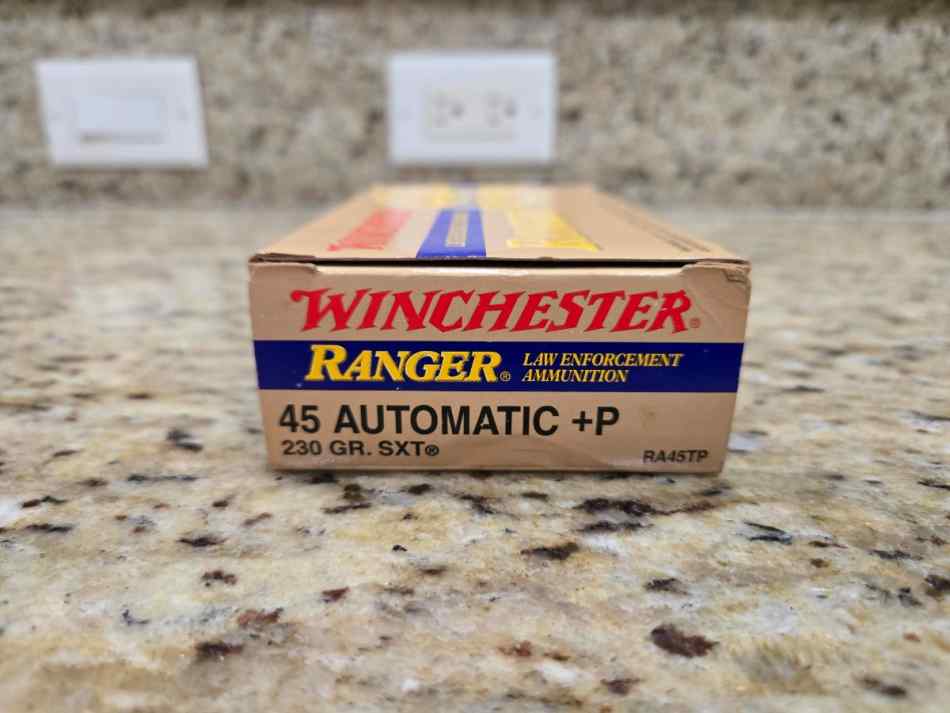 WINCHESTER®
RANGER® LAW ENFORCEMENT
AMMUNITION
45 AUTOMATIC +P
230 GR. SXT®
RA45TP